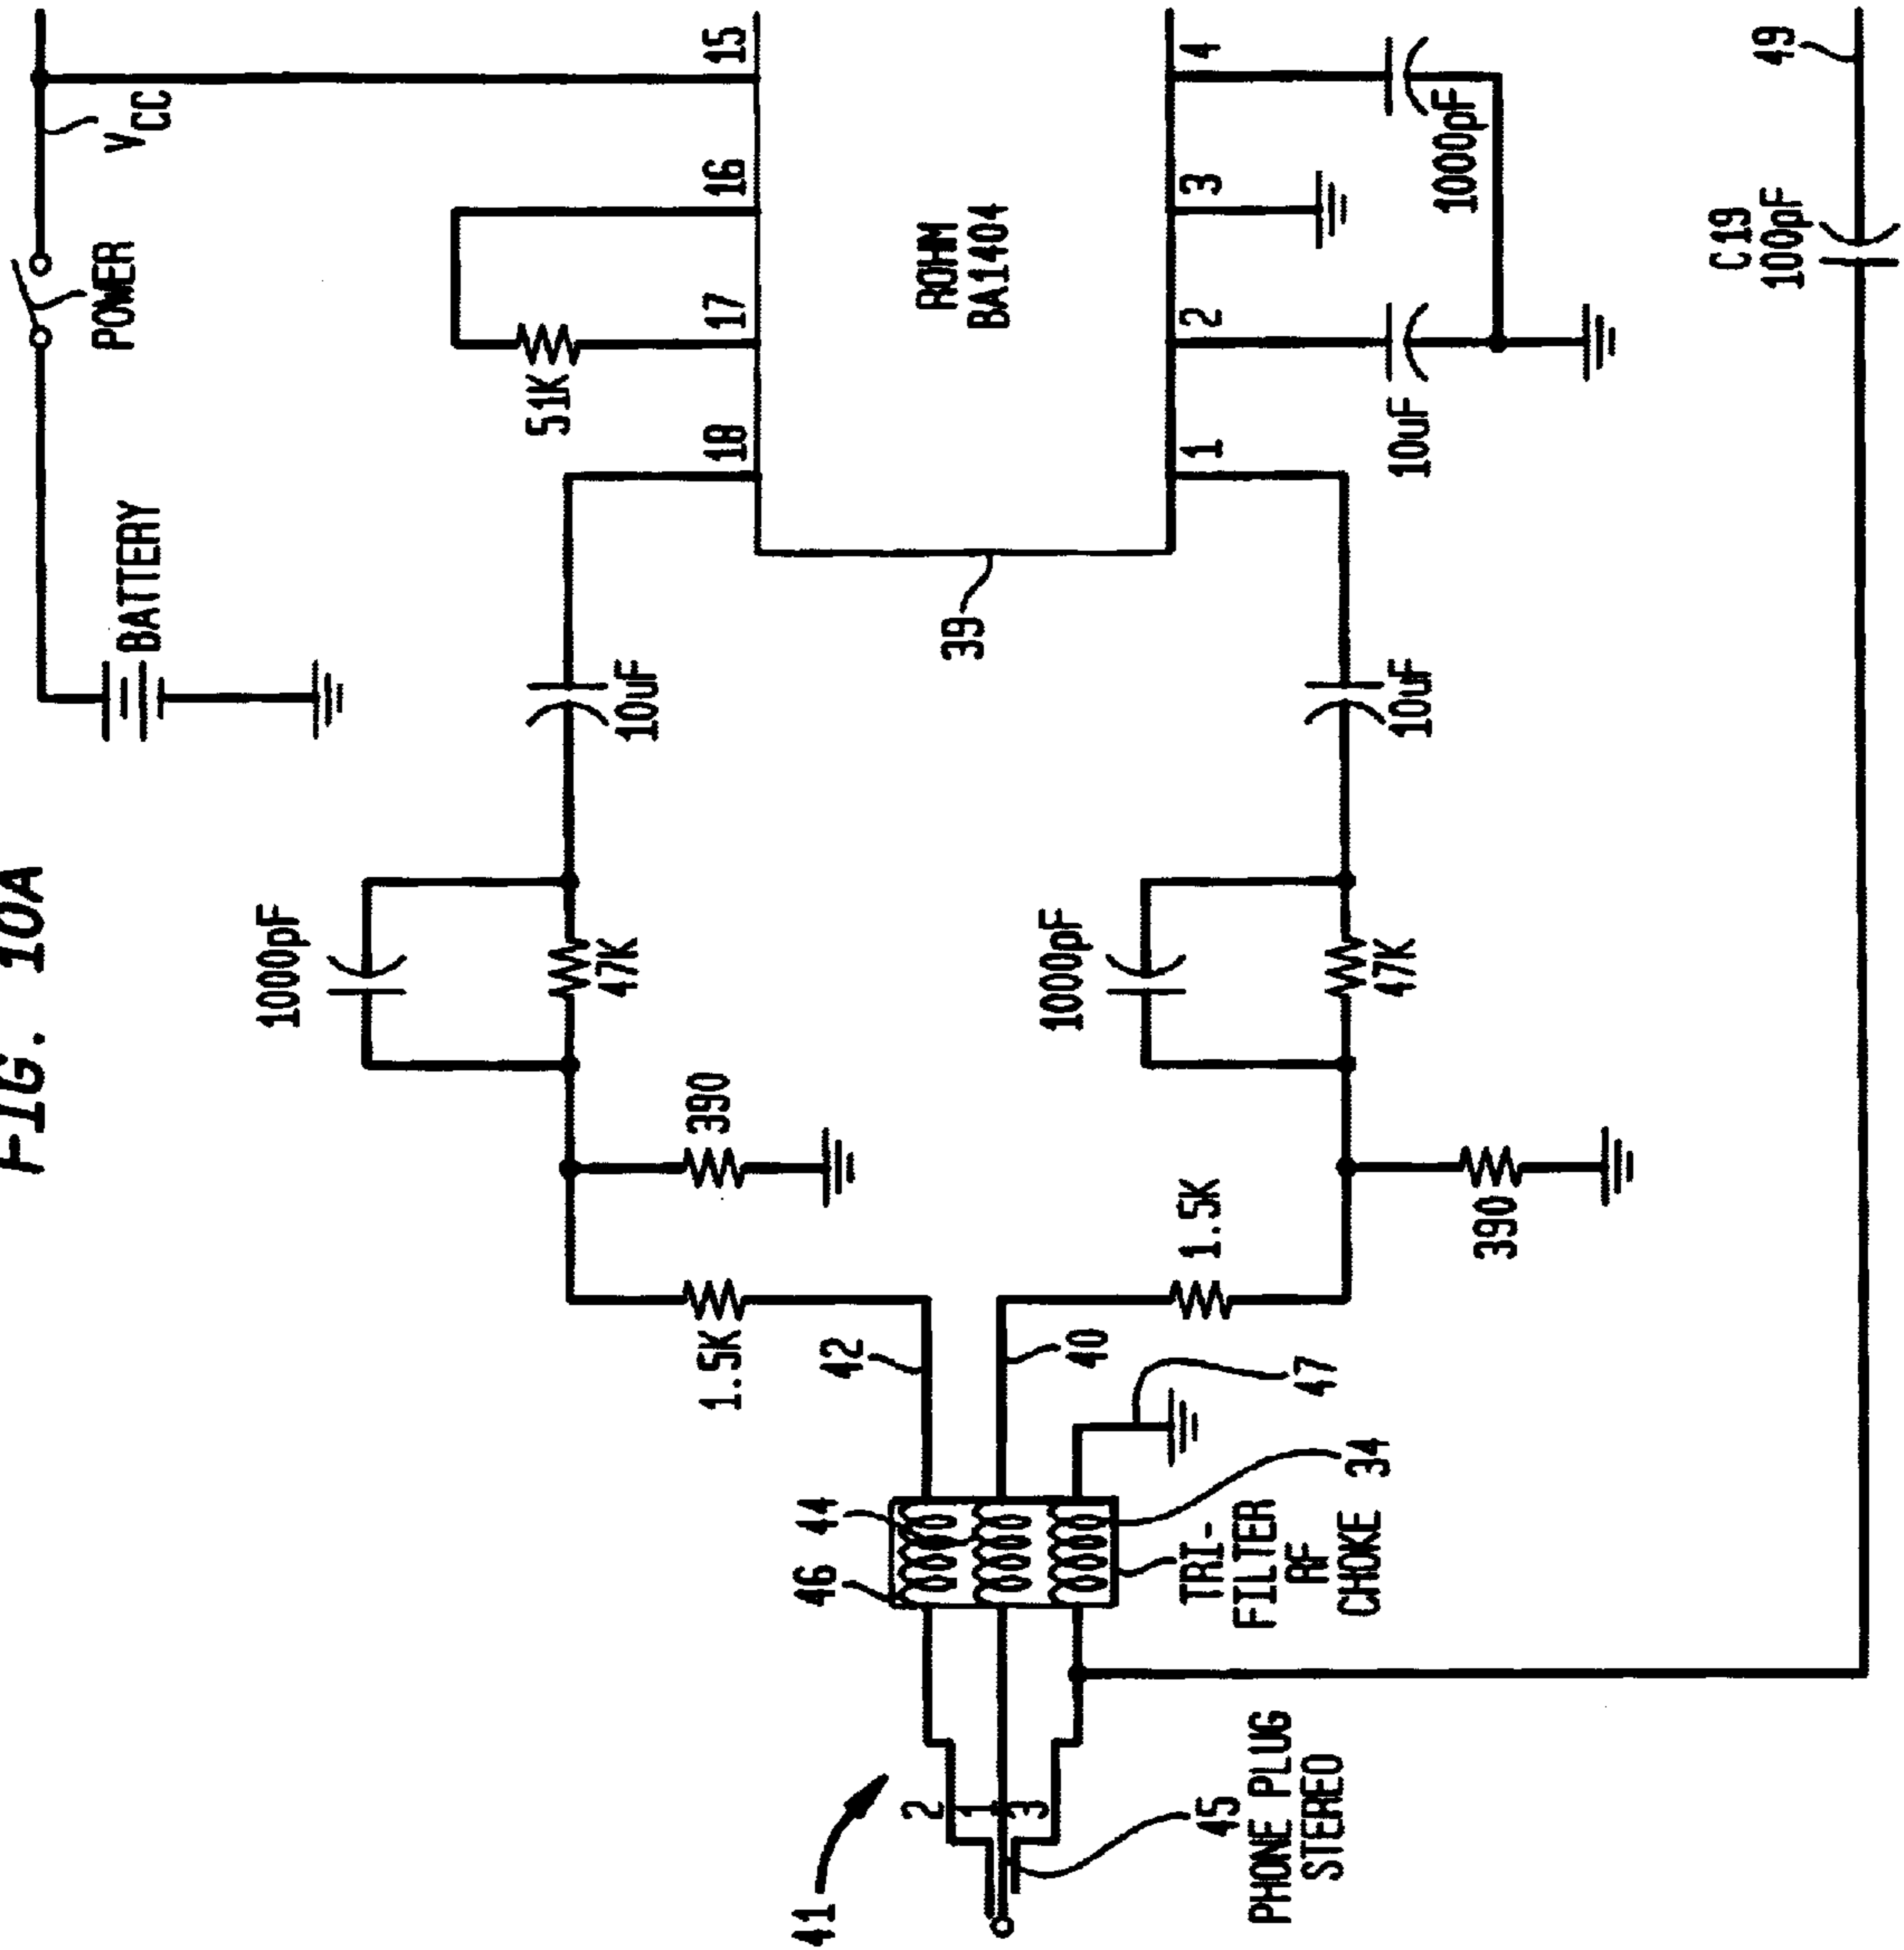 FIG. 10A
BATTERY
POWER
VCC
1000pF
47K
10uF
51K
18
17
16
15
390
1.5K
42
ROHM
BA1404
39
1
2
3
4
1000pF
47K
10uF
10uF
1000pF
1.5K
390
40
47
44
46
34
TRI-
FILTER
RF
CHOKE
41
2
1
3
45
PHONE PLUG
STEREO
C19
100pF
49